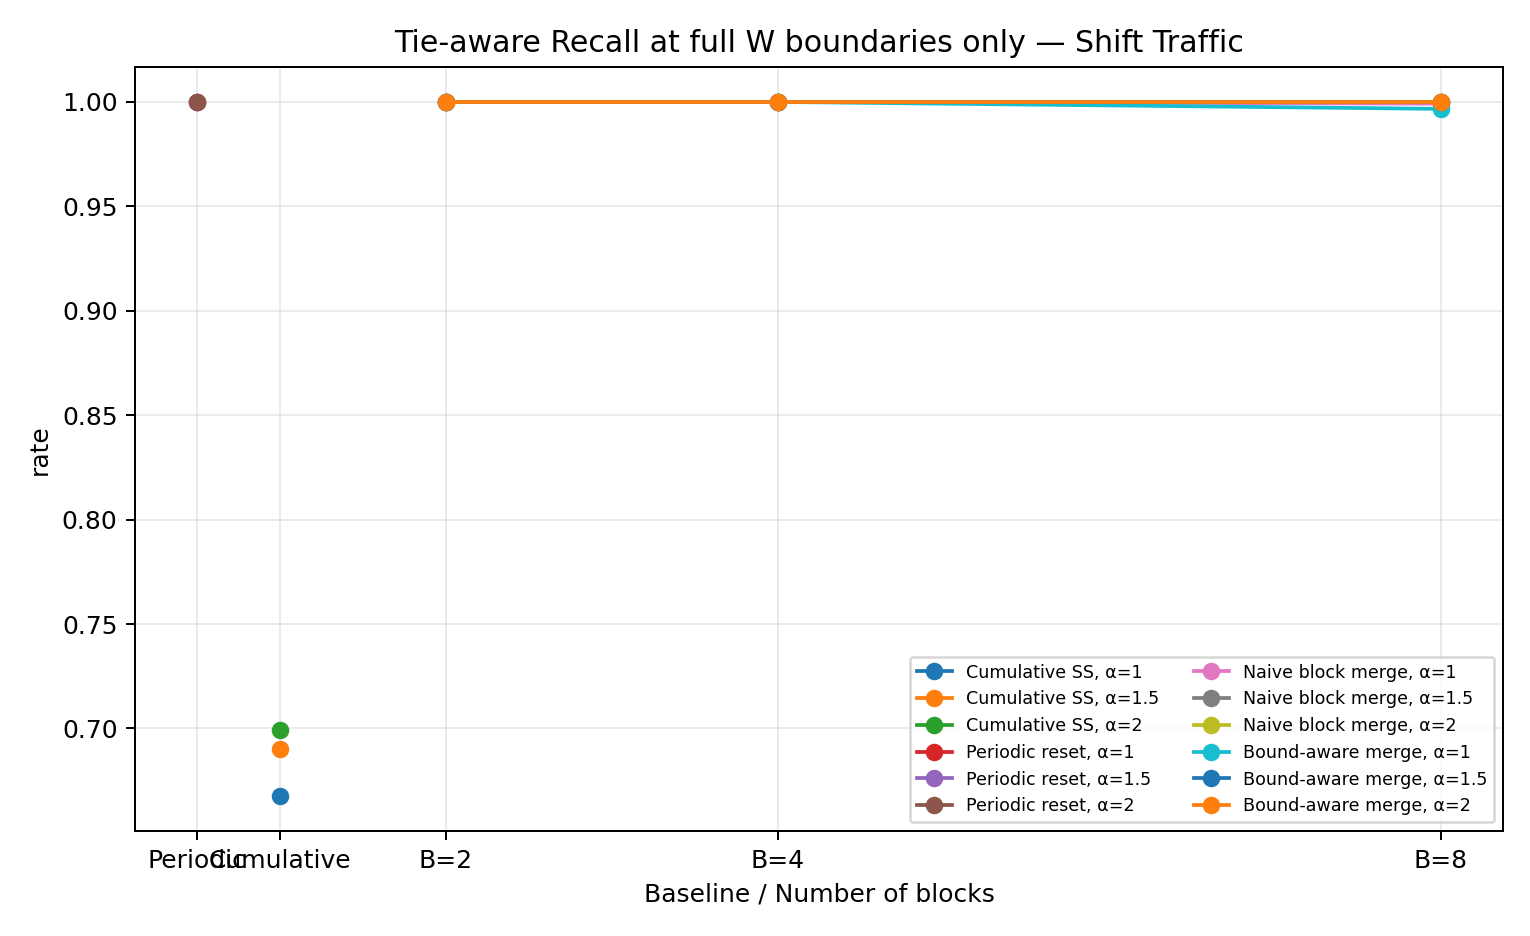 Tie-aware Recall at full W boundaries only — Shift Traffic
rate
1.00
0.95
0.90
0.85
0.80
0.75
0.70
Cumulative SS, α=1
Cumulative SS, α=1.5
Cumulative SS, α=2
Periodic reset, α=1
Periodic reset, α=1.5
Periodic reset, α=2
Naive block merge, α=1
Naive block merge, α=1.5
Naive block merge, α=2
Bound-aware merge, α=1
Bound-aware merge, α=1.5
Bound-aware merge, α=2
Periodic
Cumulative
B=2
B=4
B=8
Baseline / Number of blocks